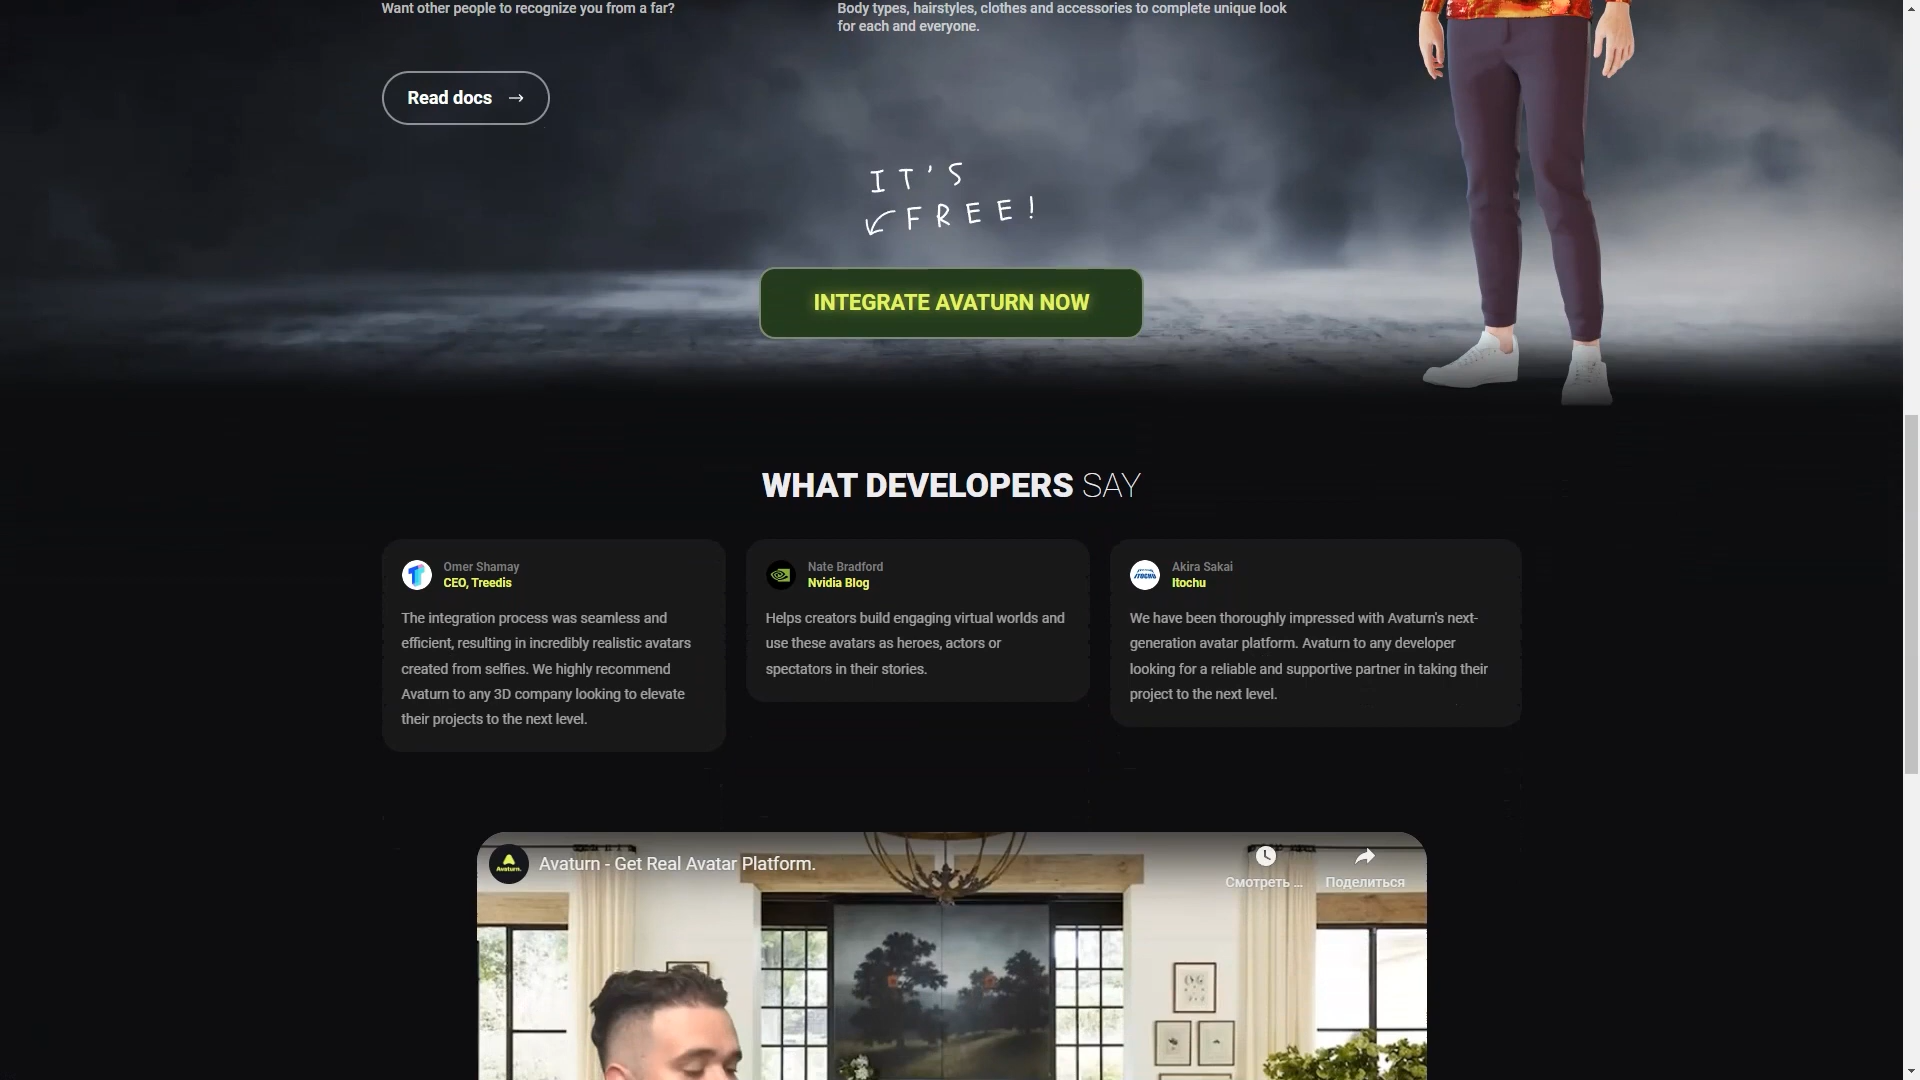 Want other people to recognize you from a far?
Body types, hairstyles, clothes and accessories to complete unique look
for each and everyone.
Read docs →
IT'S
FREE!
INTEGRATE AVATURN NOW
WHAT DEVELOPERS SAY
Omer Shamay
CEO, Treedis
The integration process was seamless and
efficient, resulting in incredibly realistic avatars
created from selfies. We highly recommend
Avaturn to any 3D company looking to elevate
their projects to the next level.
Nate Bradford
Nvidia Blog
Helps creators build engaging virtual worlds and
use these avatars as heroes, actors or
spectators in their stories.
ITOCHU
Akira Sakai
Itochu
We have been thoroughly impressed with Avaturn's next-
generation avatar platform. Avaturn to any developer
looking for a reliable and supportive partner in taking their
project to the next level.
Avaturn.
Avaturn - Get Real Avatar Platform.
Смотреть ...
Поделиться